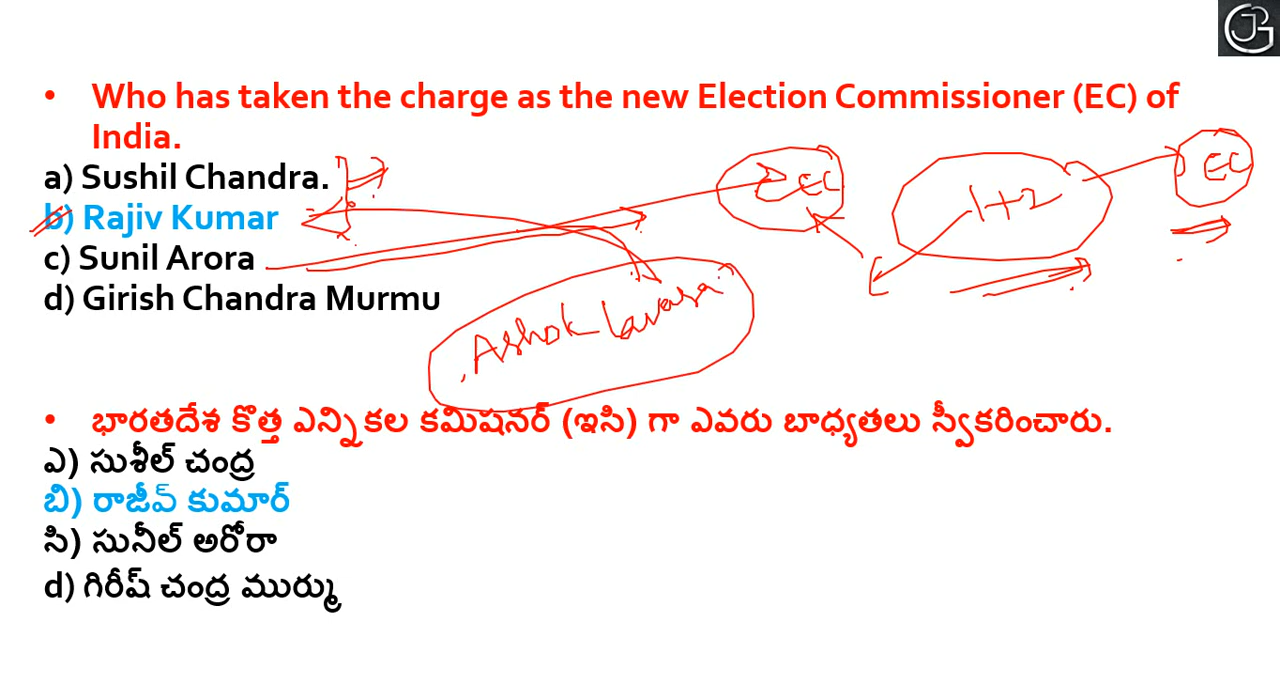 • Who has taken the charge as the new Election Commissioner (EC) of
India.
a) Sushil Chandra.
b) Rajiv Kumar
c) Sunil Arora
d) Girish Chandra Murmu
EC
1+2
EC
Ashok Lavasa
• భారతదేశ కొత్త ఎన్నికల కమిషనర్ (ఇసి) గా ఎవరు బాధ్యతలు స్వీకరించారు.
ఎ) సుశీల్ చంద్ర
బి) రాజీవ్ కుమార్
సి) సునీల్ అరోరా
d) గిరీష్ చంద్ర ముర్ము